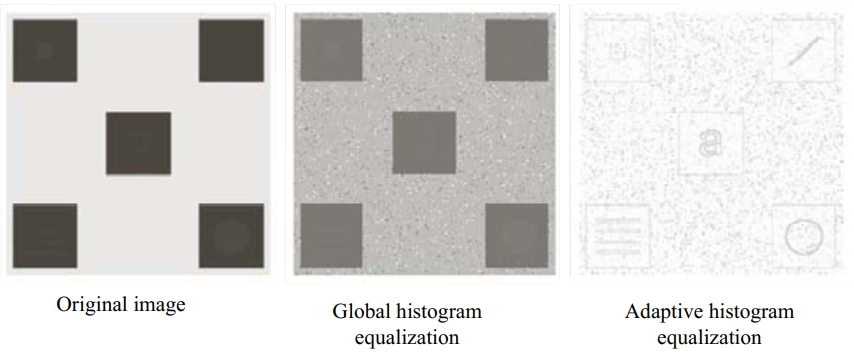 a
Original image
Global histogram
equalization
Adaptive histogram
equalization